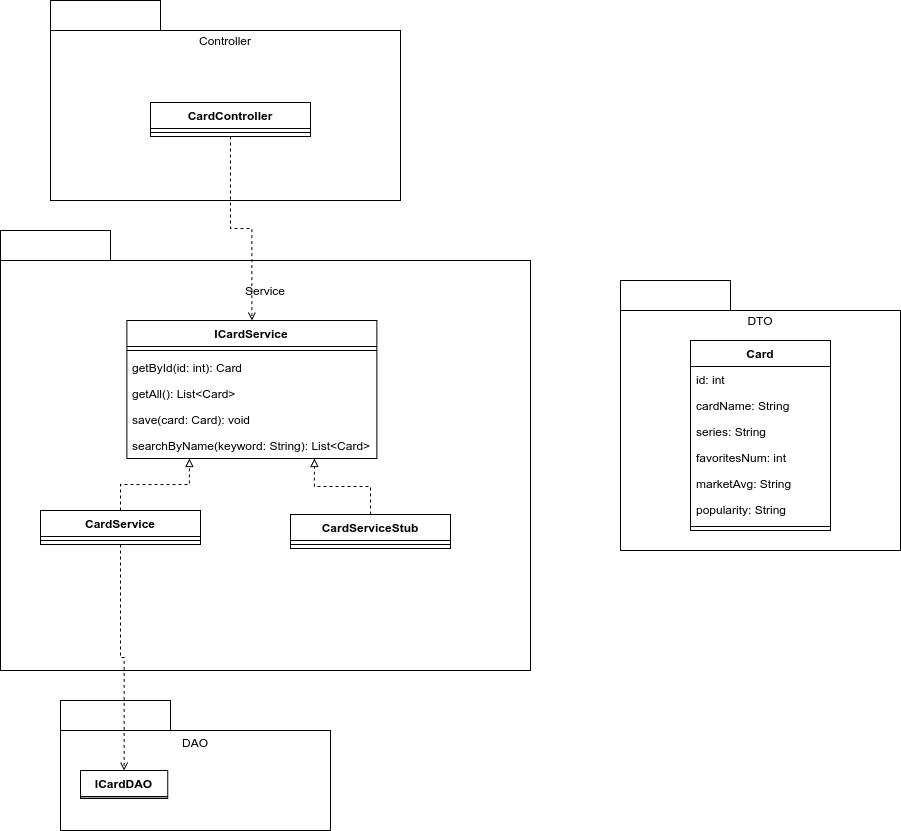 Controller
CardController
Service
ICardService
getById(id: int): Card
getAll(): List<Card>
save(card: Card): void
searchByName(keyword: String): List<Card>
CardService
CardServiceStub
DTO
Card
id: int
cardName: String
series: String
favoritesNum: int
marketAvg: String
popularity: String
DAO
ICardDAO